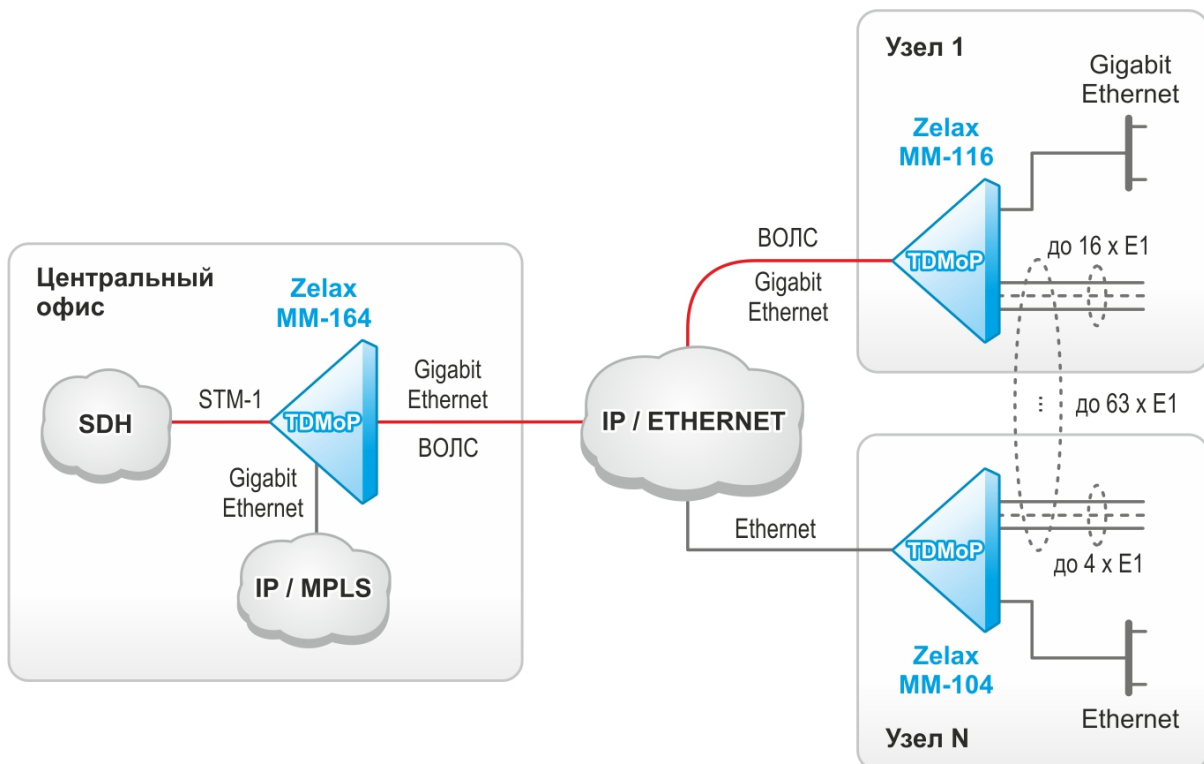 Центральный
офис
Zelax
MM-164
SDH
STM-1
TDMoP
Gigabit
Ethernet
ВОЛС
Gigabit
Ethernet
IP / MPLS
IP / ETHERNET
ВОЛС
Gigabit
Ethernet
Ethernet
Узел 1
Gigabit
Ethernet
Zelax
MM-116
TDMoP
до 16 x E1
...
до 63 x E1
TDMoP
до 4 x E1
Zelax
MM-104
Ethernet
Узел N